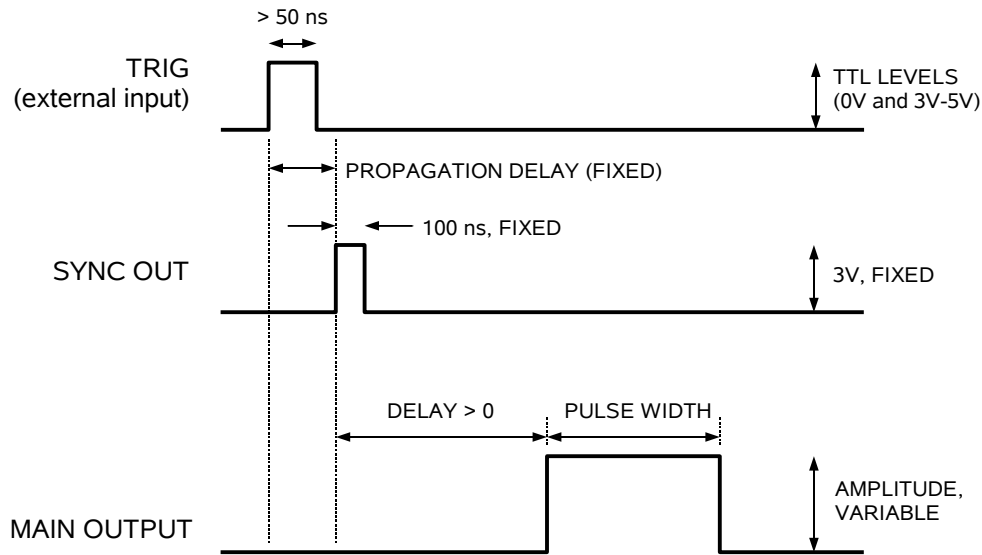 > 50 ns
TRIG
(external input)
TTL LEVELS
(0V and 3V-5V)
PROPAGATION DELAY (FIXED)
100 ns, FIXED
SYNC OUT
3V, FIXED
DELAY > 0
PULSE WIDTH
AMPLITUDE,
VARIABLE
MAIN OUTPUT